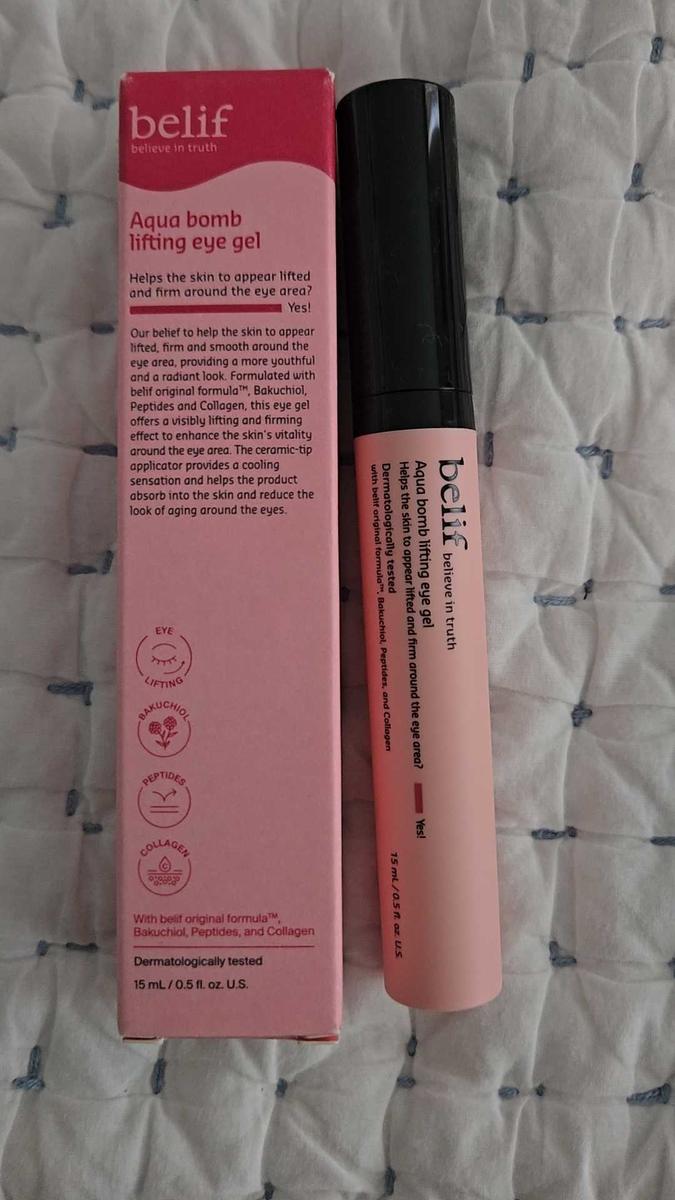 belif
believe in truth
Aqua bomb
lifting eye gel
Helps the skin to appear lifted
and firm around the eye area?
Yes!
Our belief to help the skin to appear
lifted, firm and smooth around the
eye area, providing a more youthful
and a radiant look. Formulated with
belif original formula™, Bakuchiol,
Peptides and Collagen, this eye gel
offers a visibly lifting and firming
effect to enhance the skin's vitality
around the eye area. The ceramic-tip
applicator provides a cooling
sensation and helps the product
absorb into the skin and reduce the
look of aging around the eyes.
EYE
LIFTING
BAKUCHIOL
PEPTIDES
COLLAGEN
C
With belif original formula™,
Bakuchiol, Peptides, and Collagen
Dermatologically tested
15 mL / 0.5 fl. oz. U.S.
belif believe in truth
Aqua bomb lifting eye gel
Helps the skin to appear lifted and firm around the eye area? Yes!
Dermatologically tested
with belif original formula™, Bakuchiol, Peptides, and Collagen
15 mL / 0.5 fl. oz. U.S.